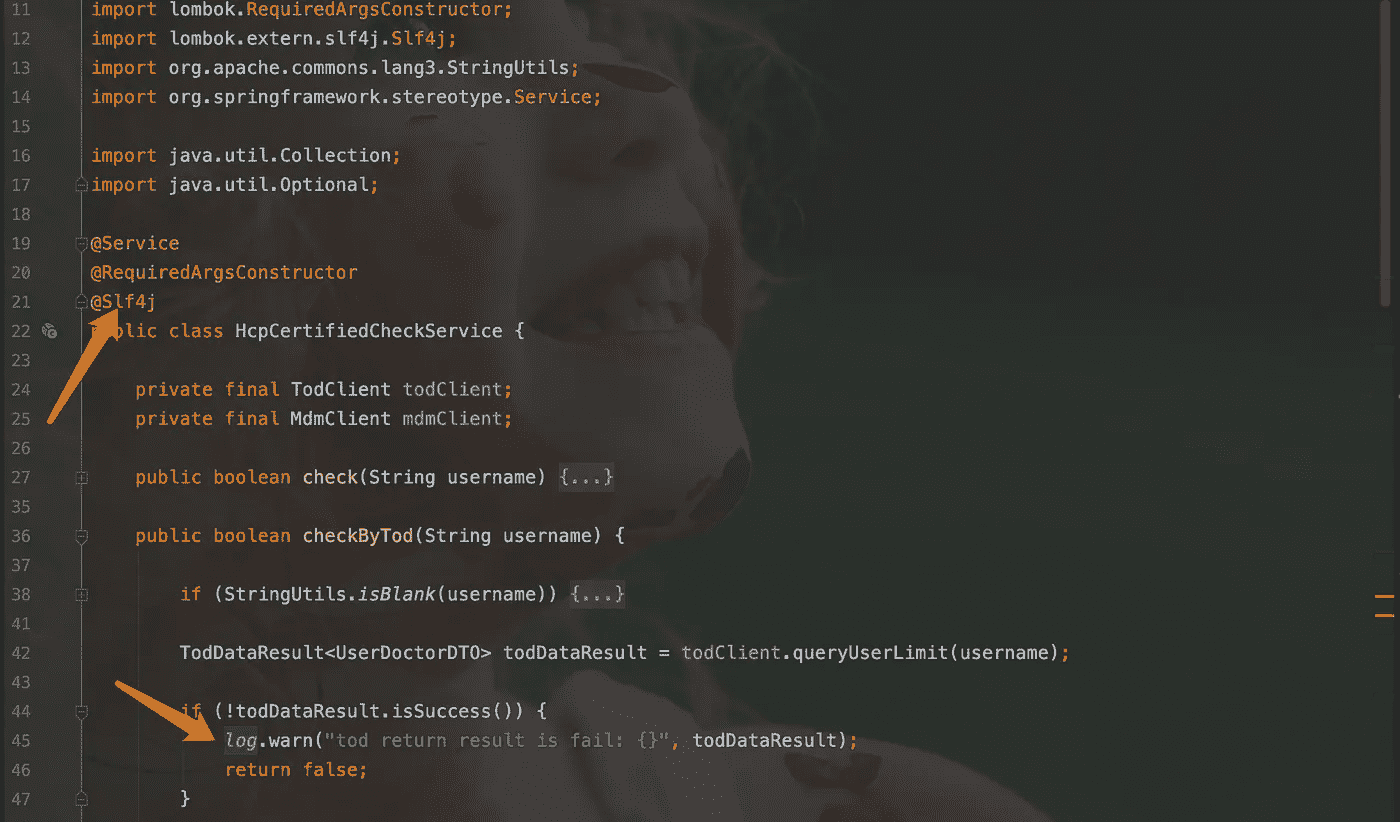 11 import lombok.RequiredArgsConstructor;
12 import lombok.extern.slf4j.Slf4j;
13 import org.apache.commons.lang3.StringUtils;
14 import org.springframework.stereotype.Service;
15
16 import java.util.Collection;
17 import java.util.Optional;
18
19 @Service
20 @RequiredArgsConstructor
21 @Slf4j
22 public class HcpCertifiedCheckService {
23
24 private final TodClient todClient;
25 private final MdmClient mdmClient;
26
27 public boolean check(String username) {...}
35
36 public boolean checkByTod(String username) {
37
38 if (StringUtils.isBlank(username)) {...}
41
42 TodDataResult<UserDoctorDTO> todDataResult = todClient.queryUserLimit(username);
43
44 if (!todDataResult.isSuccess()) {
45 log.warn("tod return result is fail: {}", todDataResult);
46 return false;
47 }